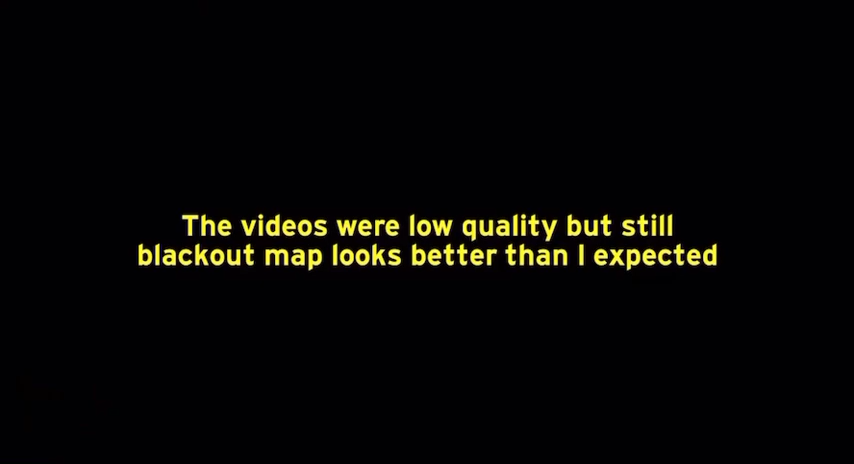 The videos were low quality but still
blackout map looks better than I expected